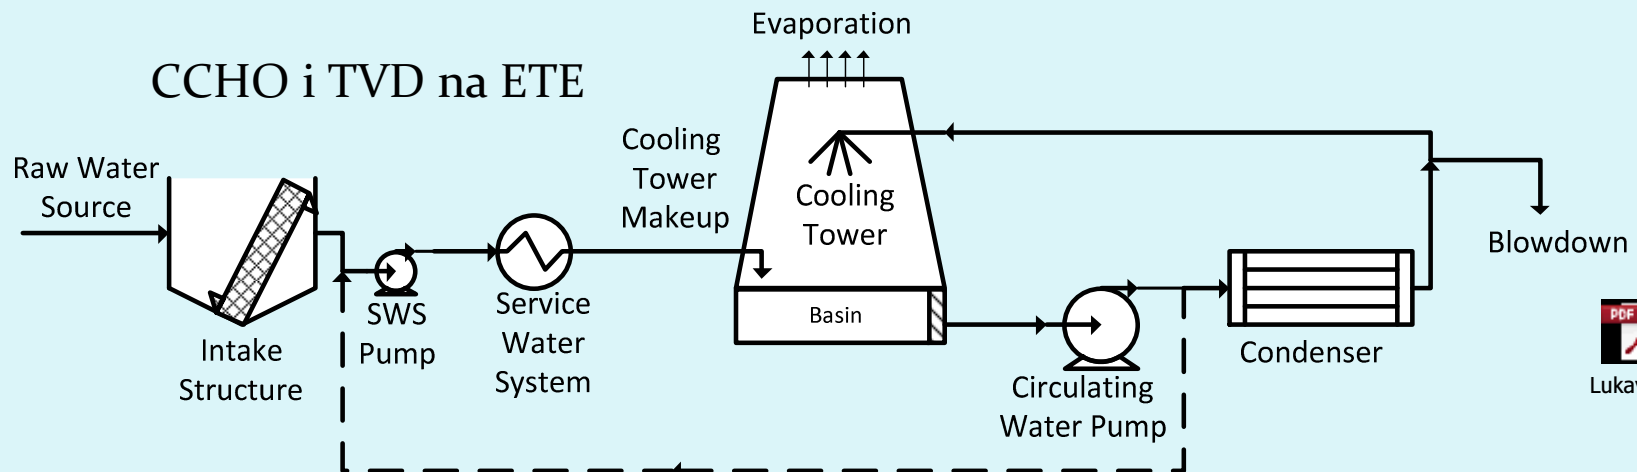 Evaporation
CCHO i TVD na ETE
Cooling
Tower
Makeup
Raw Water
Source
Cooling
Tower
Blowdown
Service
Water
System
SWS
Pump
Basin
PDF
Intake
Structure
Condenser
Circulating
Water Pump